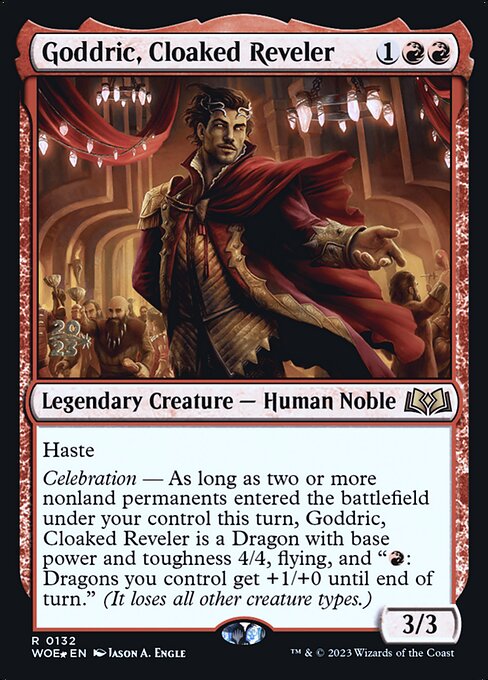 Goddric, Cloaked Reveler 1
20
23
Legendary Creature — Human Noble
Haste
Celebration — As long as two or more
nonland permanents entered the battlefield
under your control this turn, Goddric,
Cloaked Reveler is a Dragon with base
power and toughness 4/4, flying, and “ :
Dragons you control get +1/+0 until end of
turn.” (It loses all other creature types.)
3/3
R 0132
WOE★EN Jason A. Engle
™ & © 2023 Wizards of the Coast